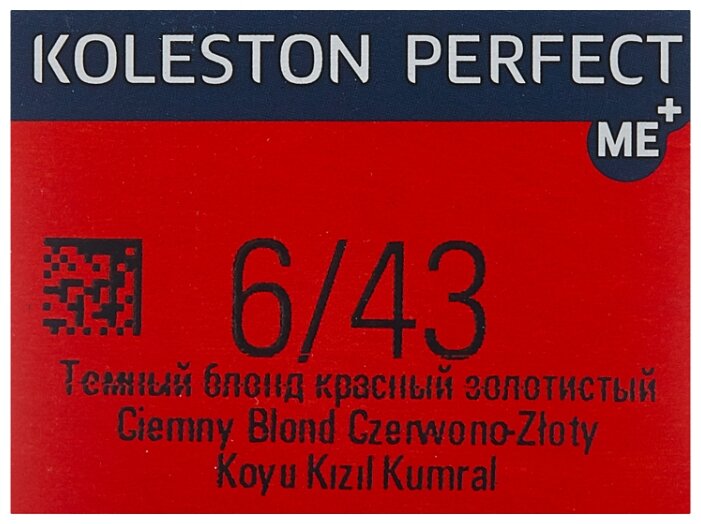 KOLESTON PERFECT
ME+
6/43
Темный блонд красный золотистый
Ciemny Blond Czerwono-Złoty
Koyu Kızıl Kumral